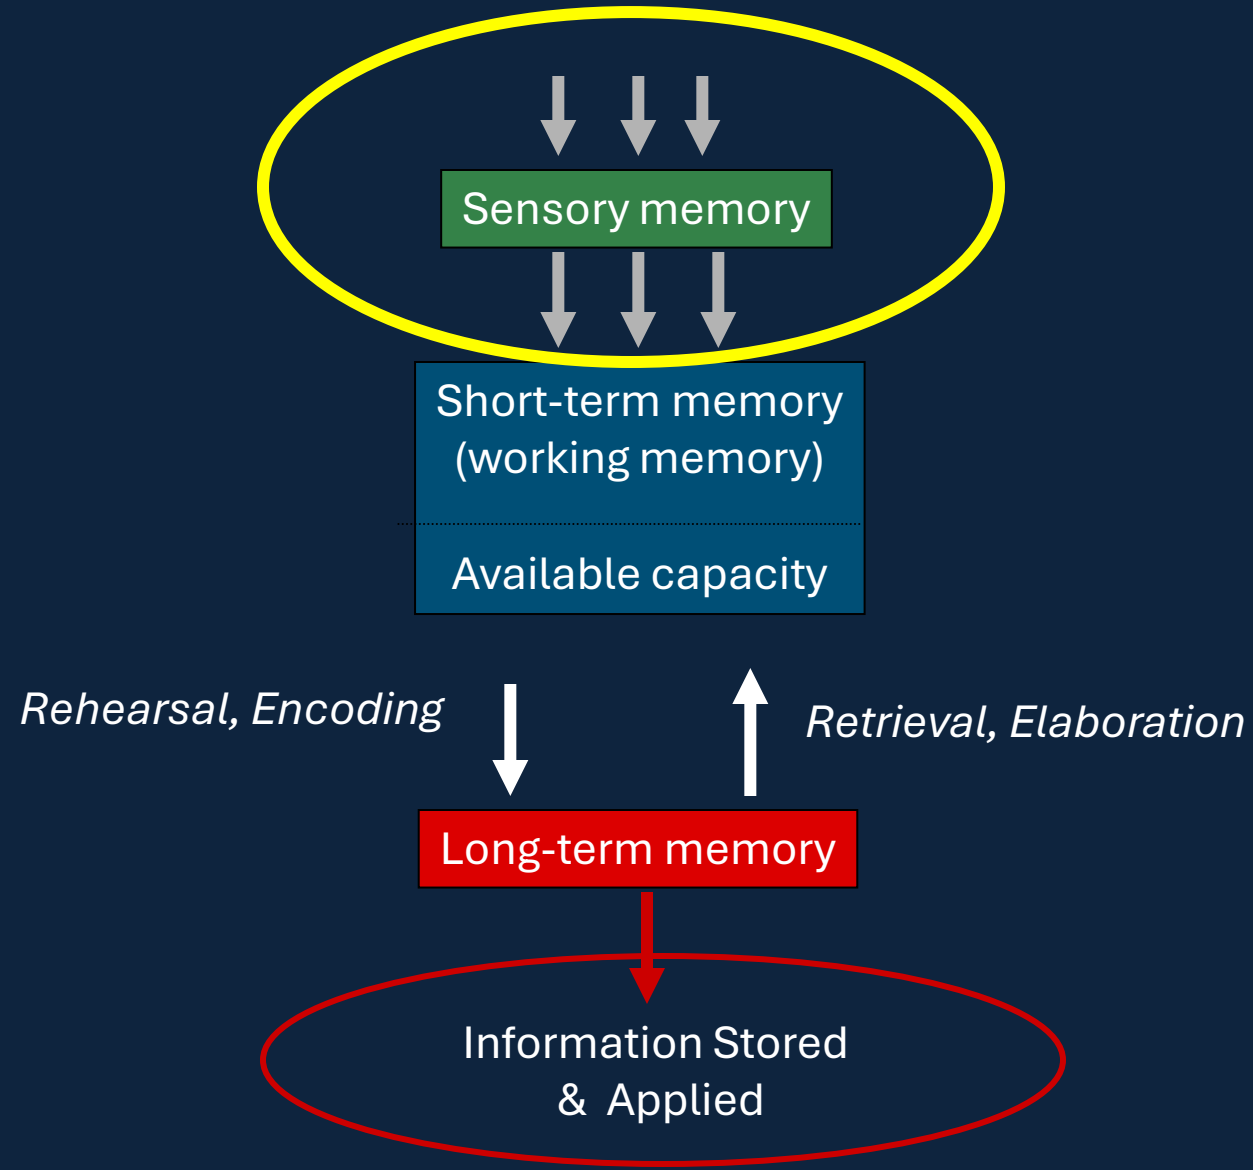 Sensory memory
Short-term memory
(working memory)
Available capacity
Rehearsal, Encoding
Retrieval, Elaboration
Long-term memory
Information Stored
& Applied